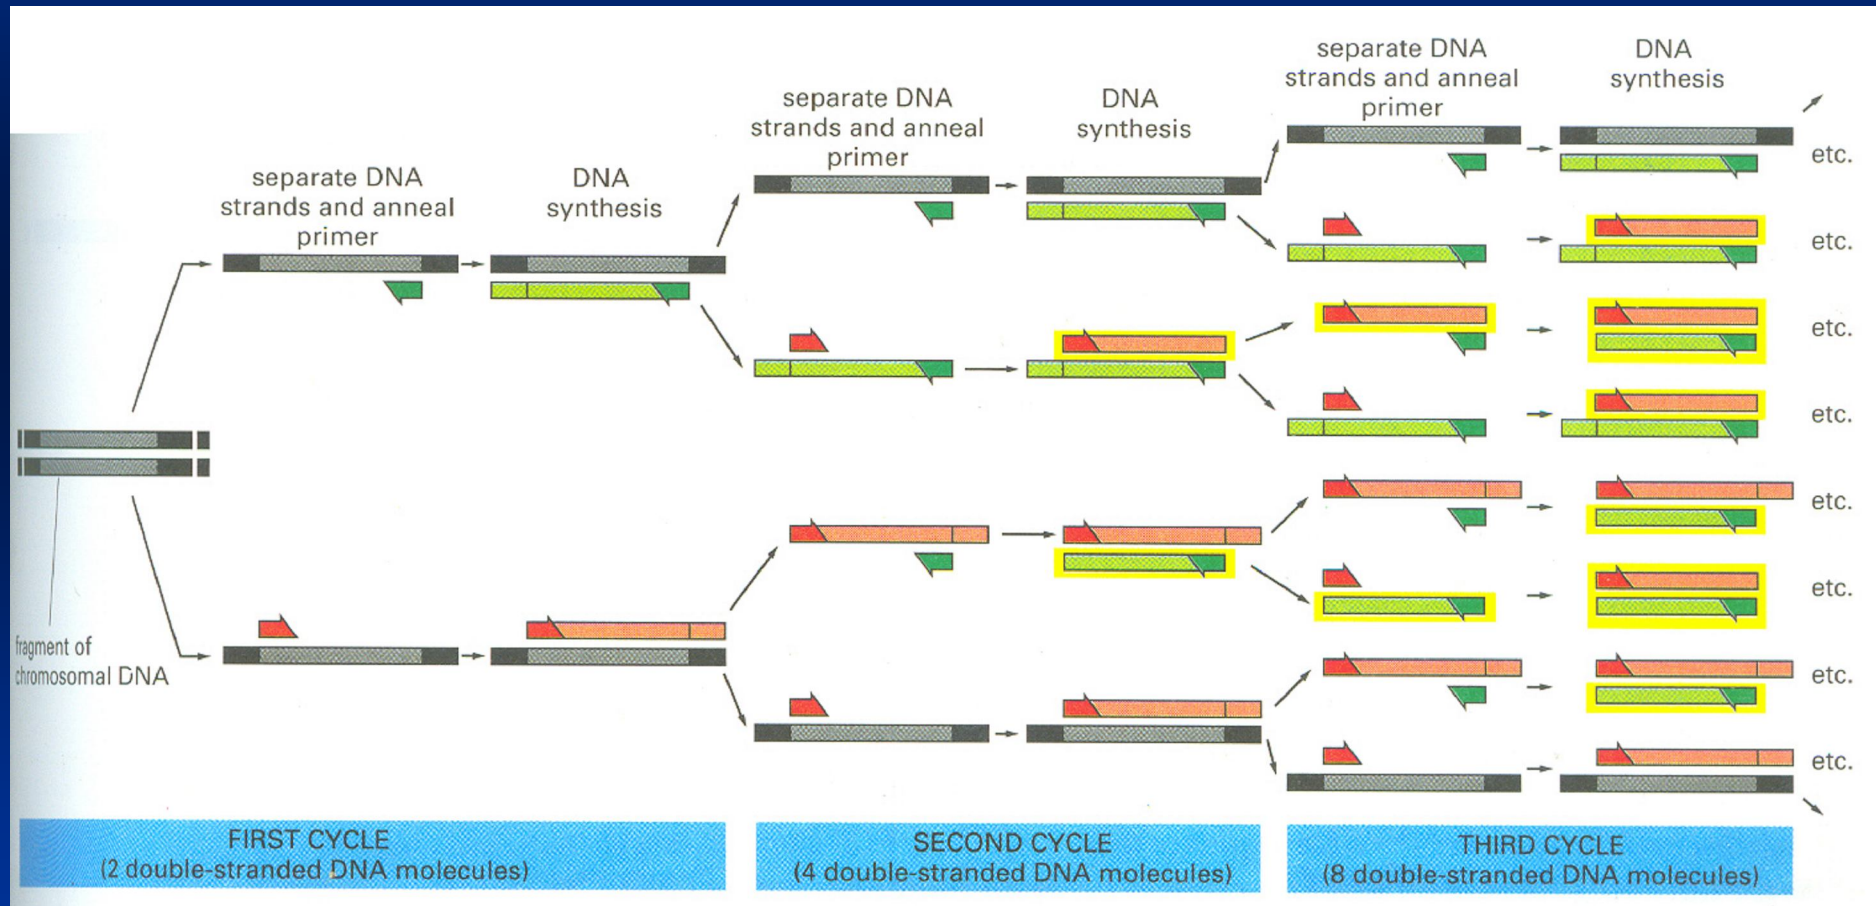 separate DNA
strands and anneal
primer
DNA
synthesis
separate DNA
strands and anneal
primer
DNA
synthesis
separate DNA
strands and anneal
primer
DNA
synthesis
etc.
etc.
etc.
etc.
etc.
etc.
etc.
etc.
fragment of
chromosomal DNA
FIRST CYCLE
(2 double-stranded DNA molecules)
SECOND CYCLE
(4 double-stranded DNA molecules)
THIRD CYCLE
(8 double-stranded DNA molecules)